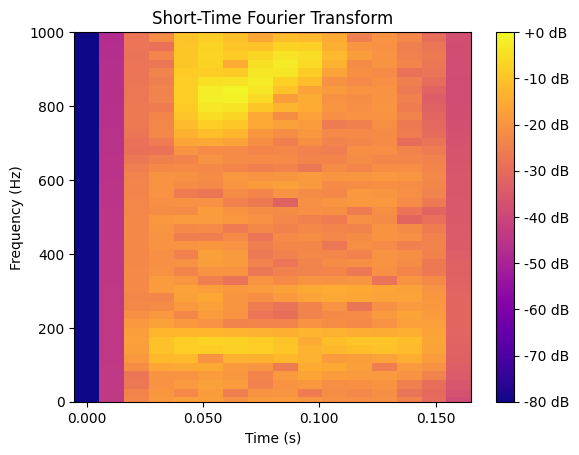 Short-Time Fourier Transform
Frequency (Hz)
1000
800
600
400
200
0
0.000
0.050
0.100
0.150
Time (s)
+0 dB
-10 dB
-20 dB
-30 dB
-40 dB
-50 dB
-60 dB
-70 dB
-80 dB